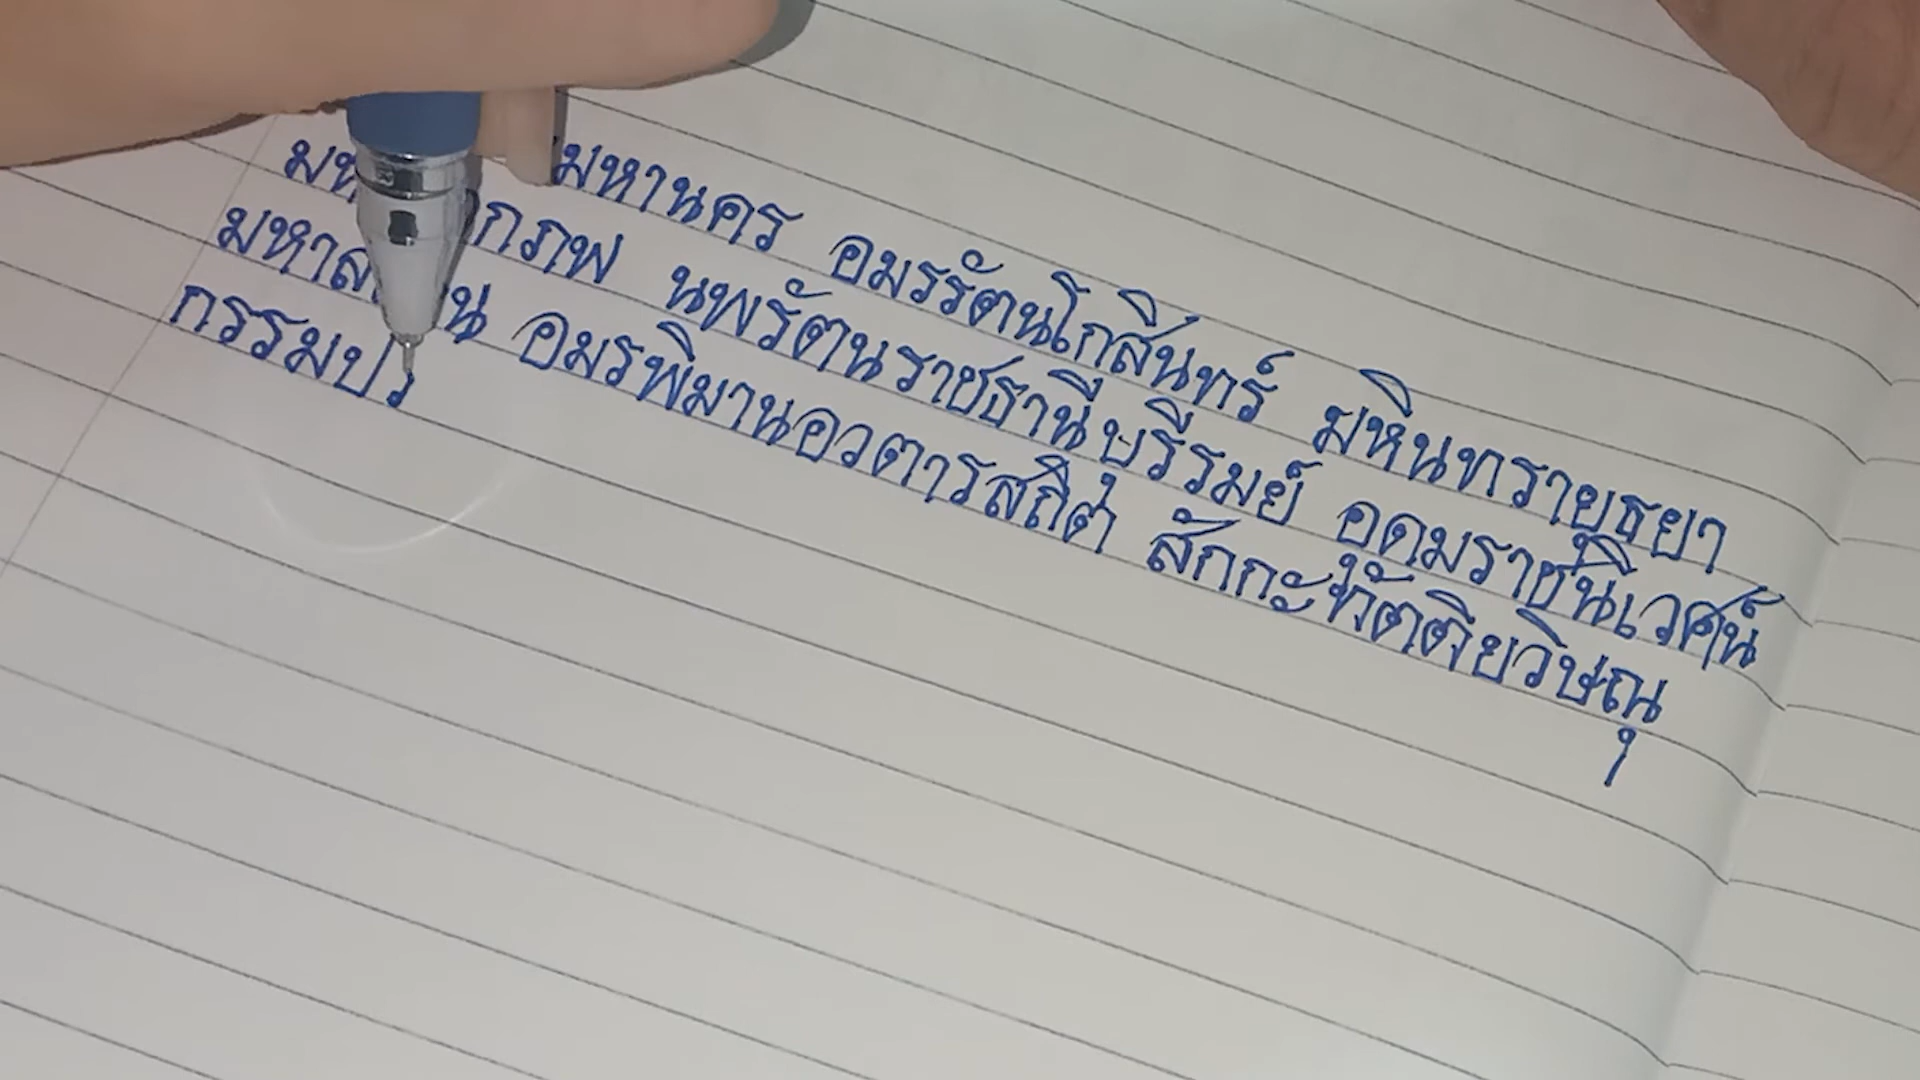 มหานคร อมรรัตนโกสินทร์ มหินทรายุธยา
นพรัตนราชธานีบูรีรมย์ อุดมราชนิเวศน์
อมรพิมานอวตารสถิต สักกะทัตติยวิษณุ
กรรมปร